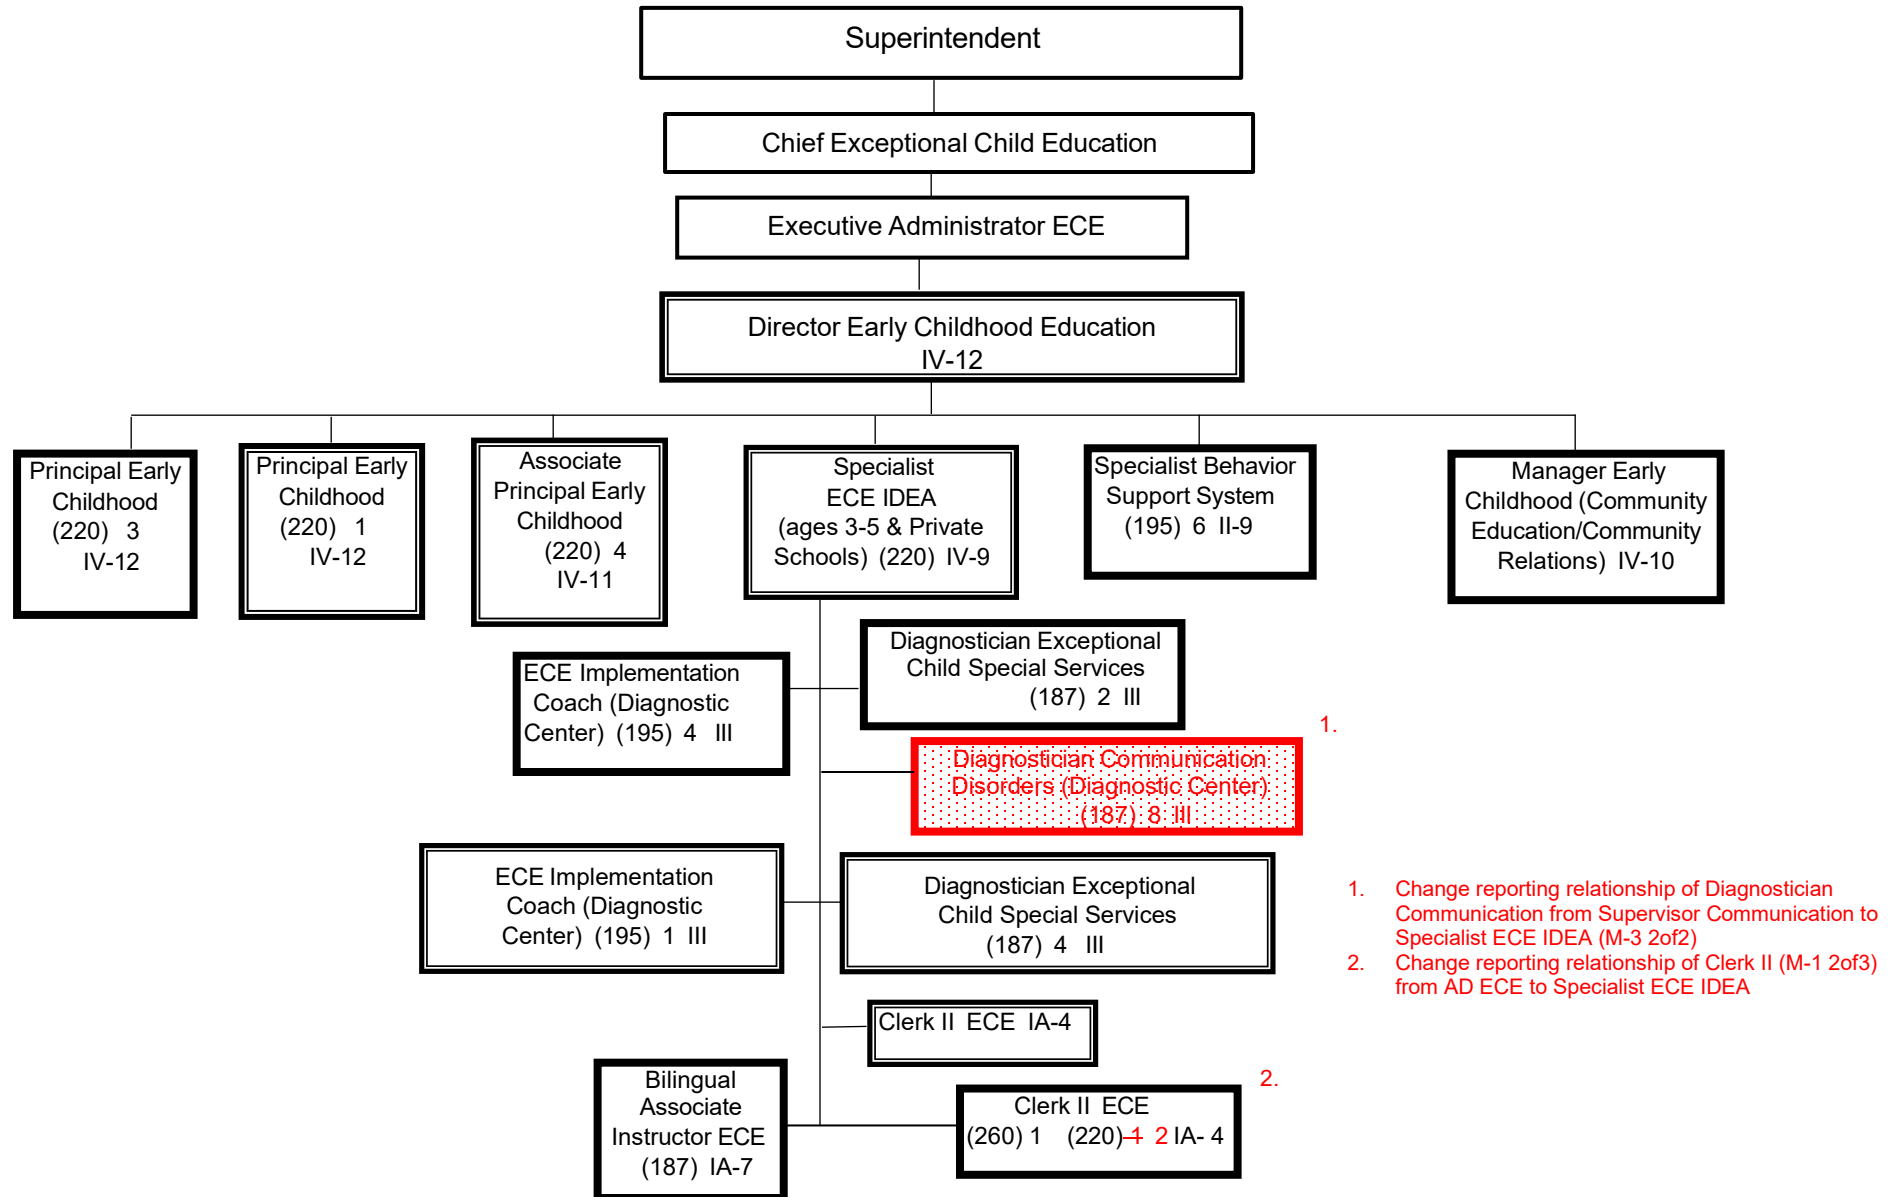 Superintendent
Chief Exceptional Child Education
Executive Administrator ECE
Director Early Childhood Education
IV-12
Principal Early
Childhood
(220) 3
IV-12
Principal Early
Childhood
(220) 1
IV-12
Associate
Principal Early
Childhood
(220) 4
IV-11
Specialist
ECE IDEA
(ages 3-5 & Private
Schools) (220) IV-9
Specialist Behavior
Support System
(195) 6 II-9
Manager Early
Childhood (Community
Education/Community
Relations) IV-10
ECE Implementation
Coach (Diagnostic
Center) (195) 4 III
Diagnostician Exceptional
Child Special Services
(187) 2 III
1.
Diagnostician Communication
Disorders (Diagnostic Center)
(187) 8 III
ECE Implementation
Coach (Diagnostic
Center) (195) 1 III
Diagnostician Exceptional
Child Special Services
(187) 4 III
1. Change reporting relationship of Diagnostician
Communication from Supervisor Communication to
Specialist ECE IDEA (M-3 2of2)
2. Change reporting relationship of Clerk II (M-1 2of3)
from AD ECE to Specialist ECE IDEA
Clerk II ECE IA-4
Bilingual
Associate
Instructor ECE
(187) IA-7
2.
Clerk II ECE
(260) 1 (220) 1 2 IA- 4